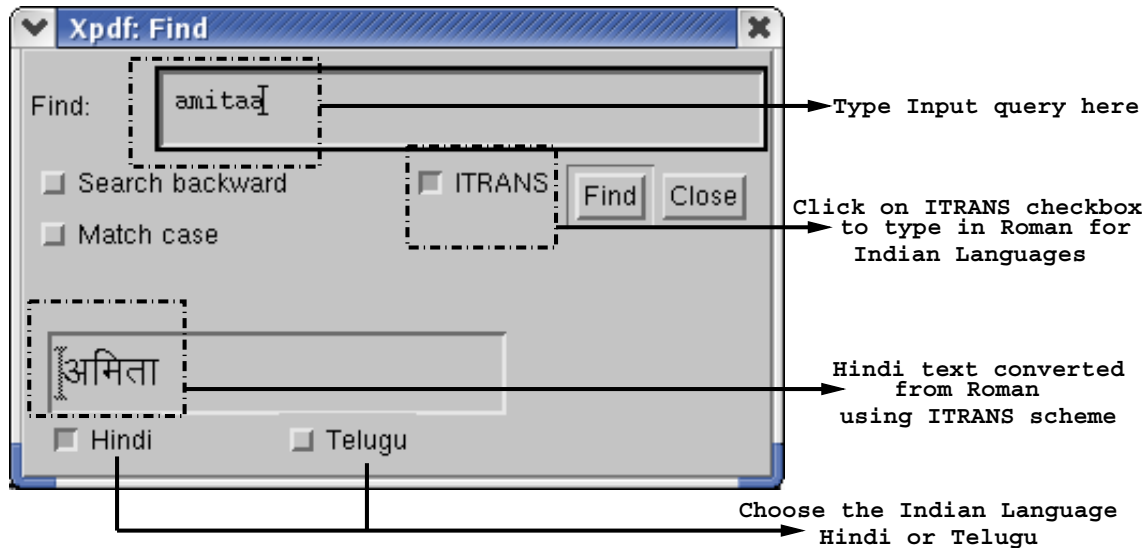 Xpdf: Find
Find:
amitaa
Type Input query here
Search backward
ITRANS
Find
Close
Match case
Click on ITRANS checkbox
to type in Roman for
Indian Languages
अमिता
Hindi text converted
from Roman
using ITRANS scheme
Hindi
Telugu
Choose the Indian Language
Hindi or Telugu